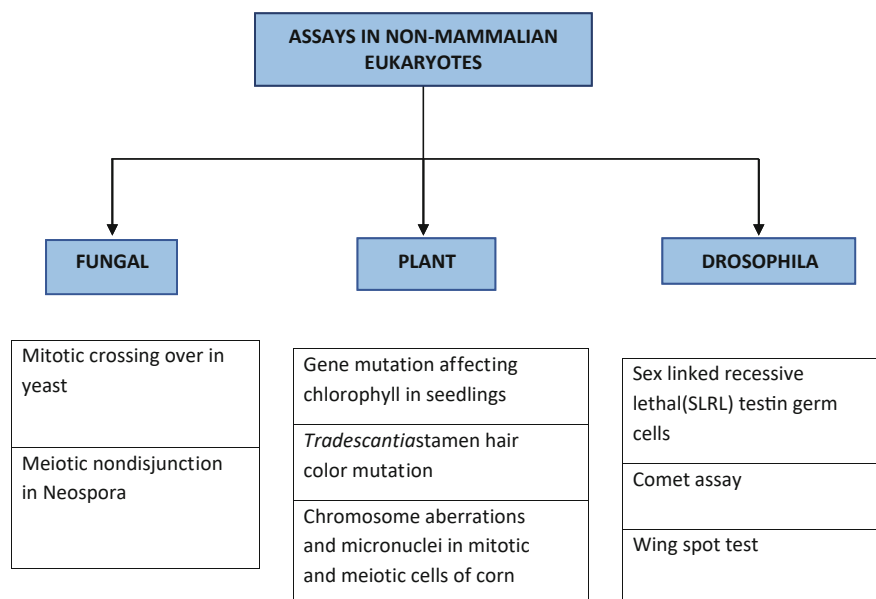 ASSAYS IN NON-MAMMALIAN
EUKARYOTES
FUNGAL
PLANT
DROSOPHILA
Mitotic crossing over in
yeast
Meiotic nondisjunction
in Neospora
Gene mutation affecting
chlorophyll in seedlings
Tradescantiastamen hair
color mutation
Chromosome aberrations
and micronuclei in mitotic
and meiotic cells of corn
Sex linked recessive
lethal(SLRL) testin germ
cells
Comet assay
Wing spot test